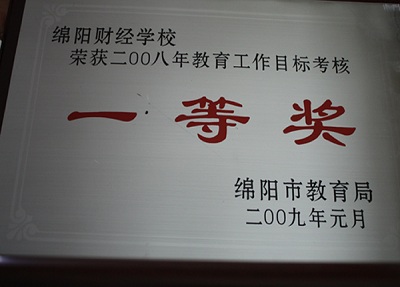 绵阳财经学校
荣获二00八年教育工作目标考核
一等奖
绵阳市教育局
二00九年元月